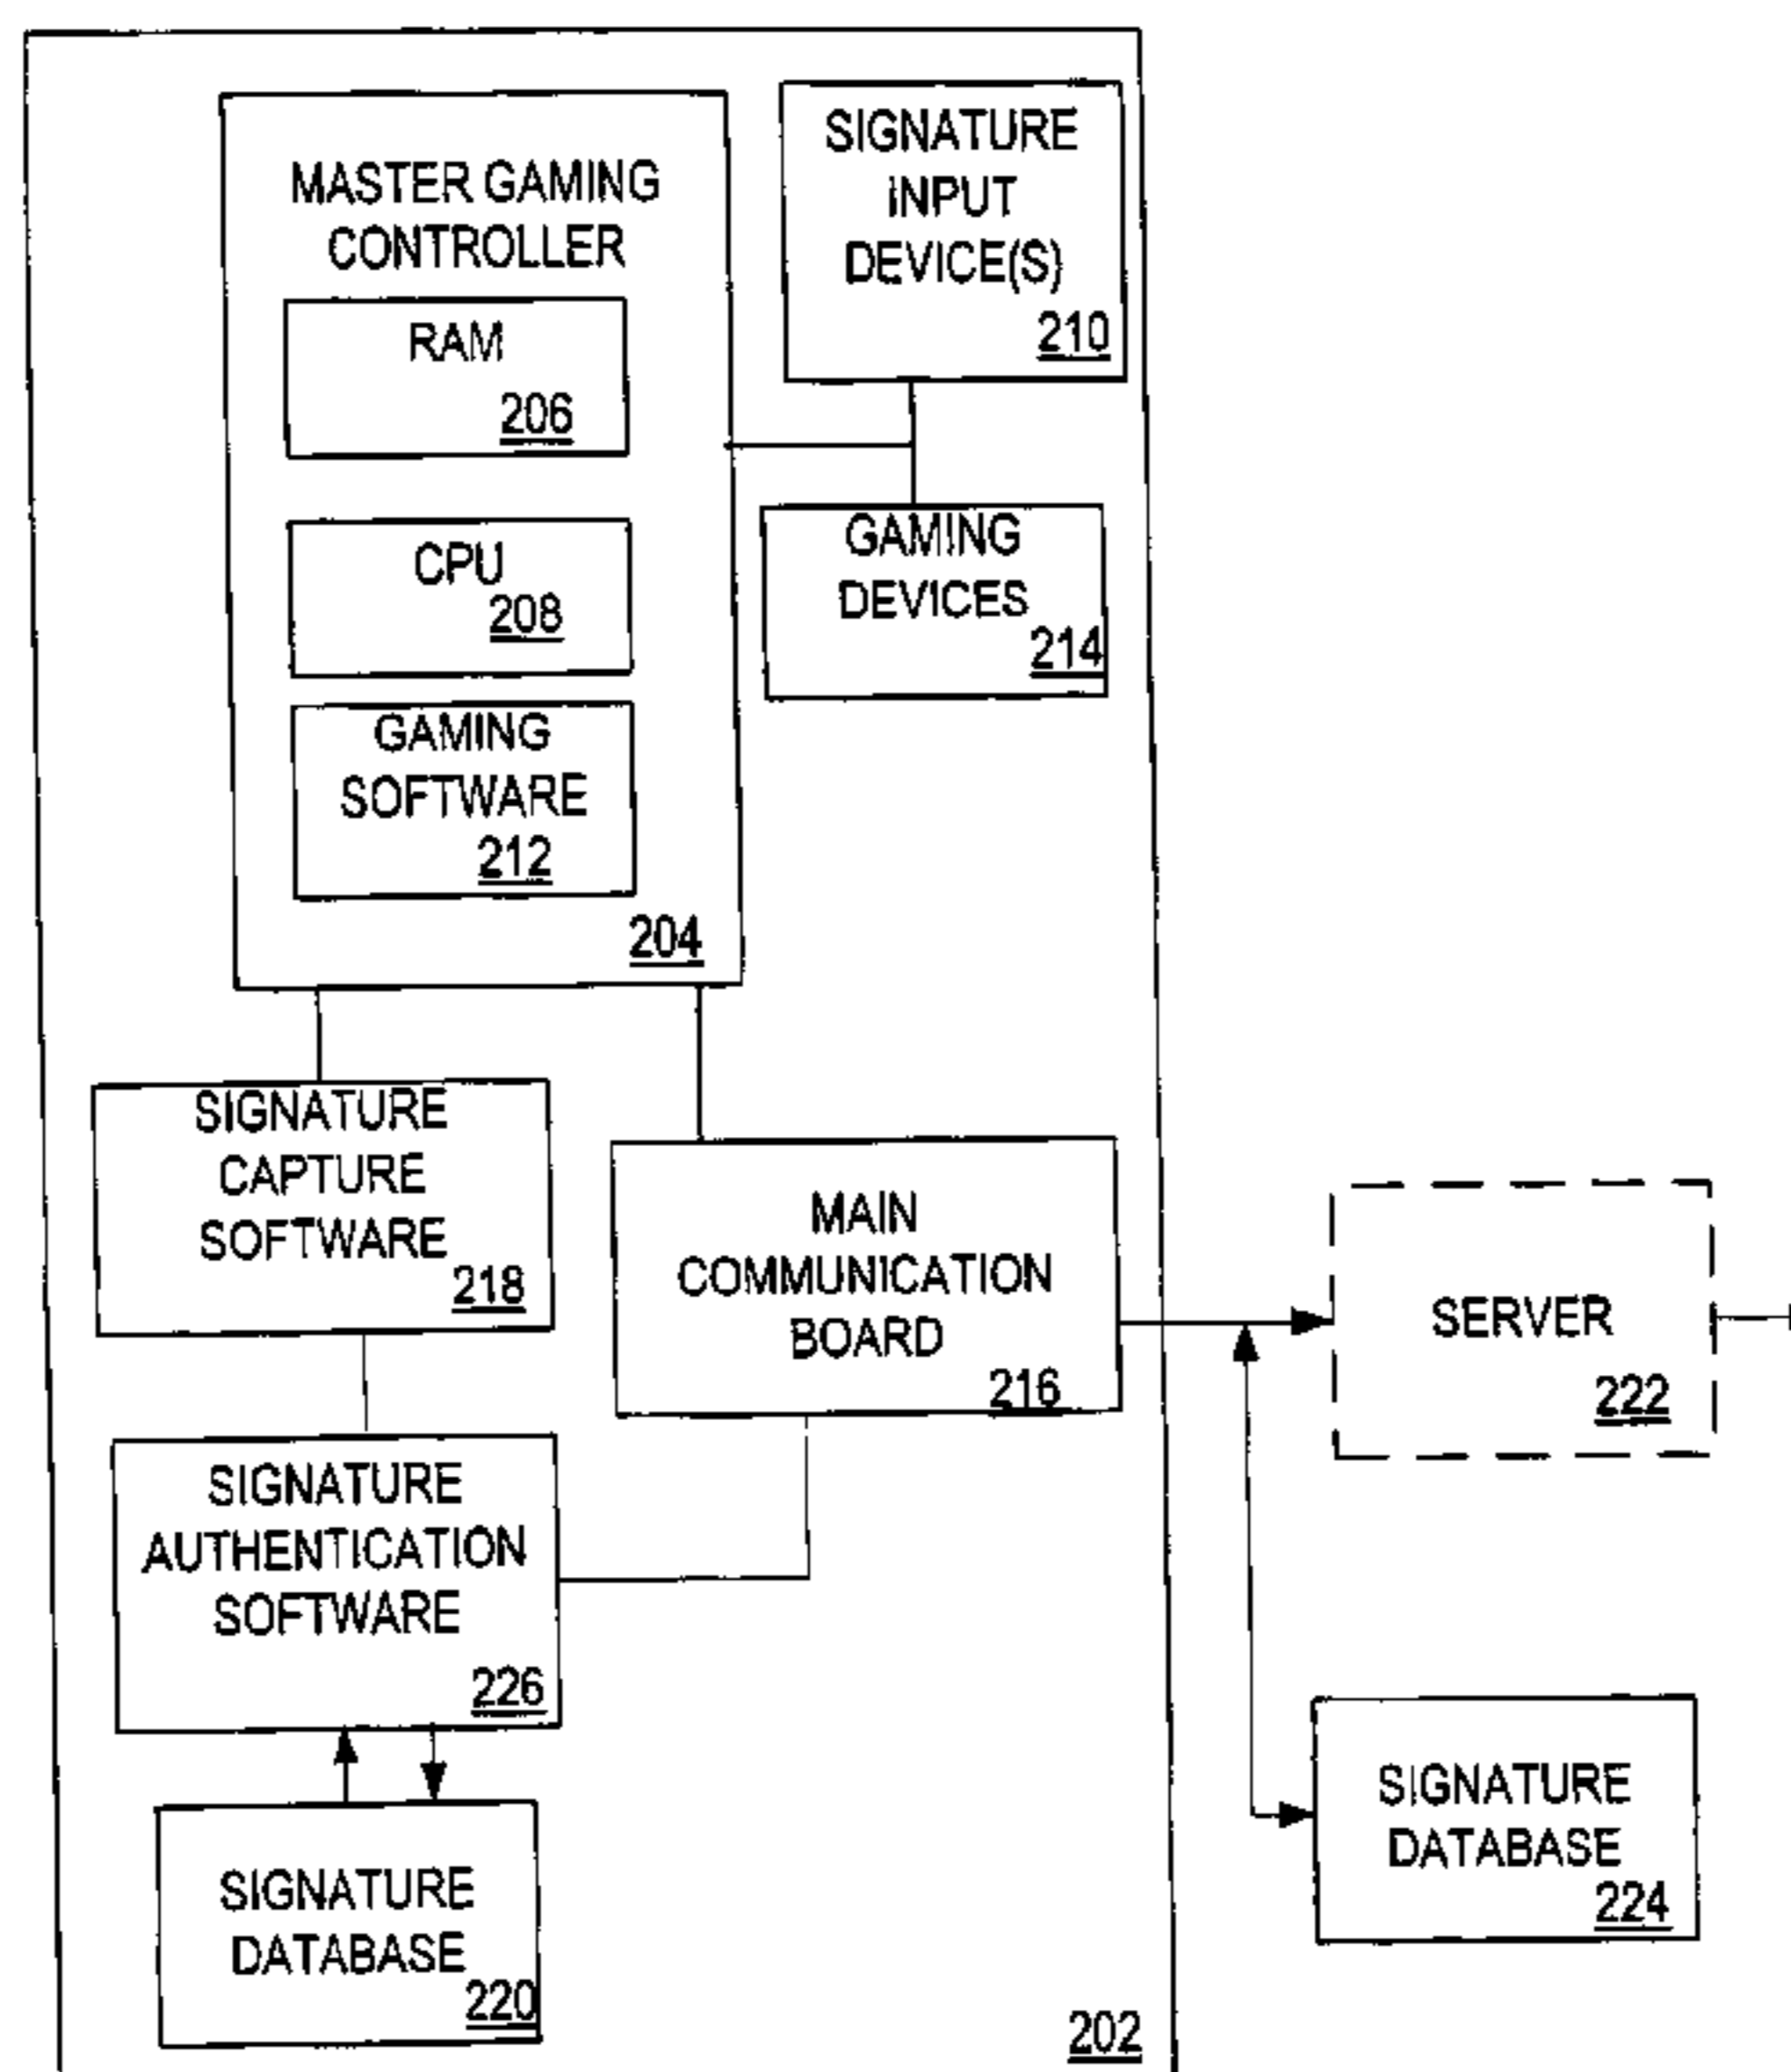 MASTER GAMING
CONTROLLER
RAM
206
CPU
208
GAMING
SOFTWARE
212
204
SIGNATURE
INPUT
DEVICE(S)
210
GAMING
DEVICES
214
SIGNATURE
CAPTURE
SOFTWARE
218
MAIN
COMMUNICATION
BOARD
216
SERVER
222
SIGNATURE
AUTHENTICATION
SOFTWARE
226
SIGNATURE
DATABASE
220
SIGNATURE
DATABASE
224
202